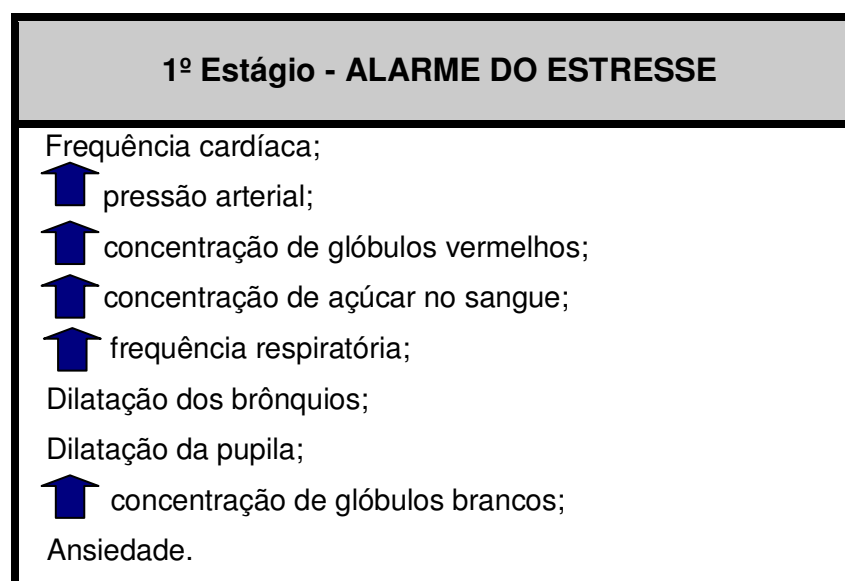 1º Estágio - ALARME DO ESTRESSE
Frequência cardíaca;
pressão arterial;
concentração de glóbulos vermelhos;
concentração de açúcar no sangue;
frequência respiratória;
Dilatação dos brônquios;
Dilatação da pupila;
concentração de glóbulos brancos;
Ansiedade.